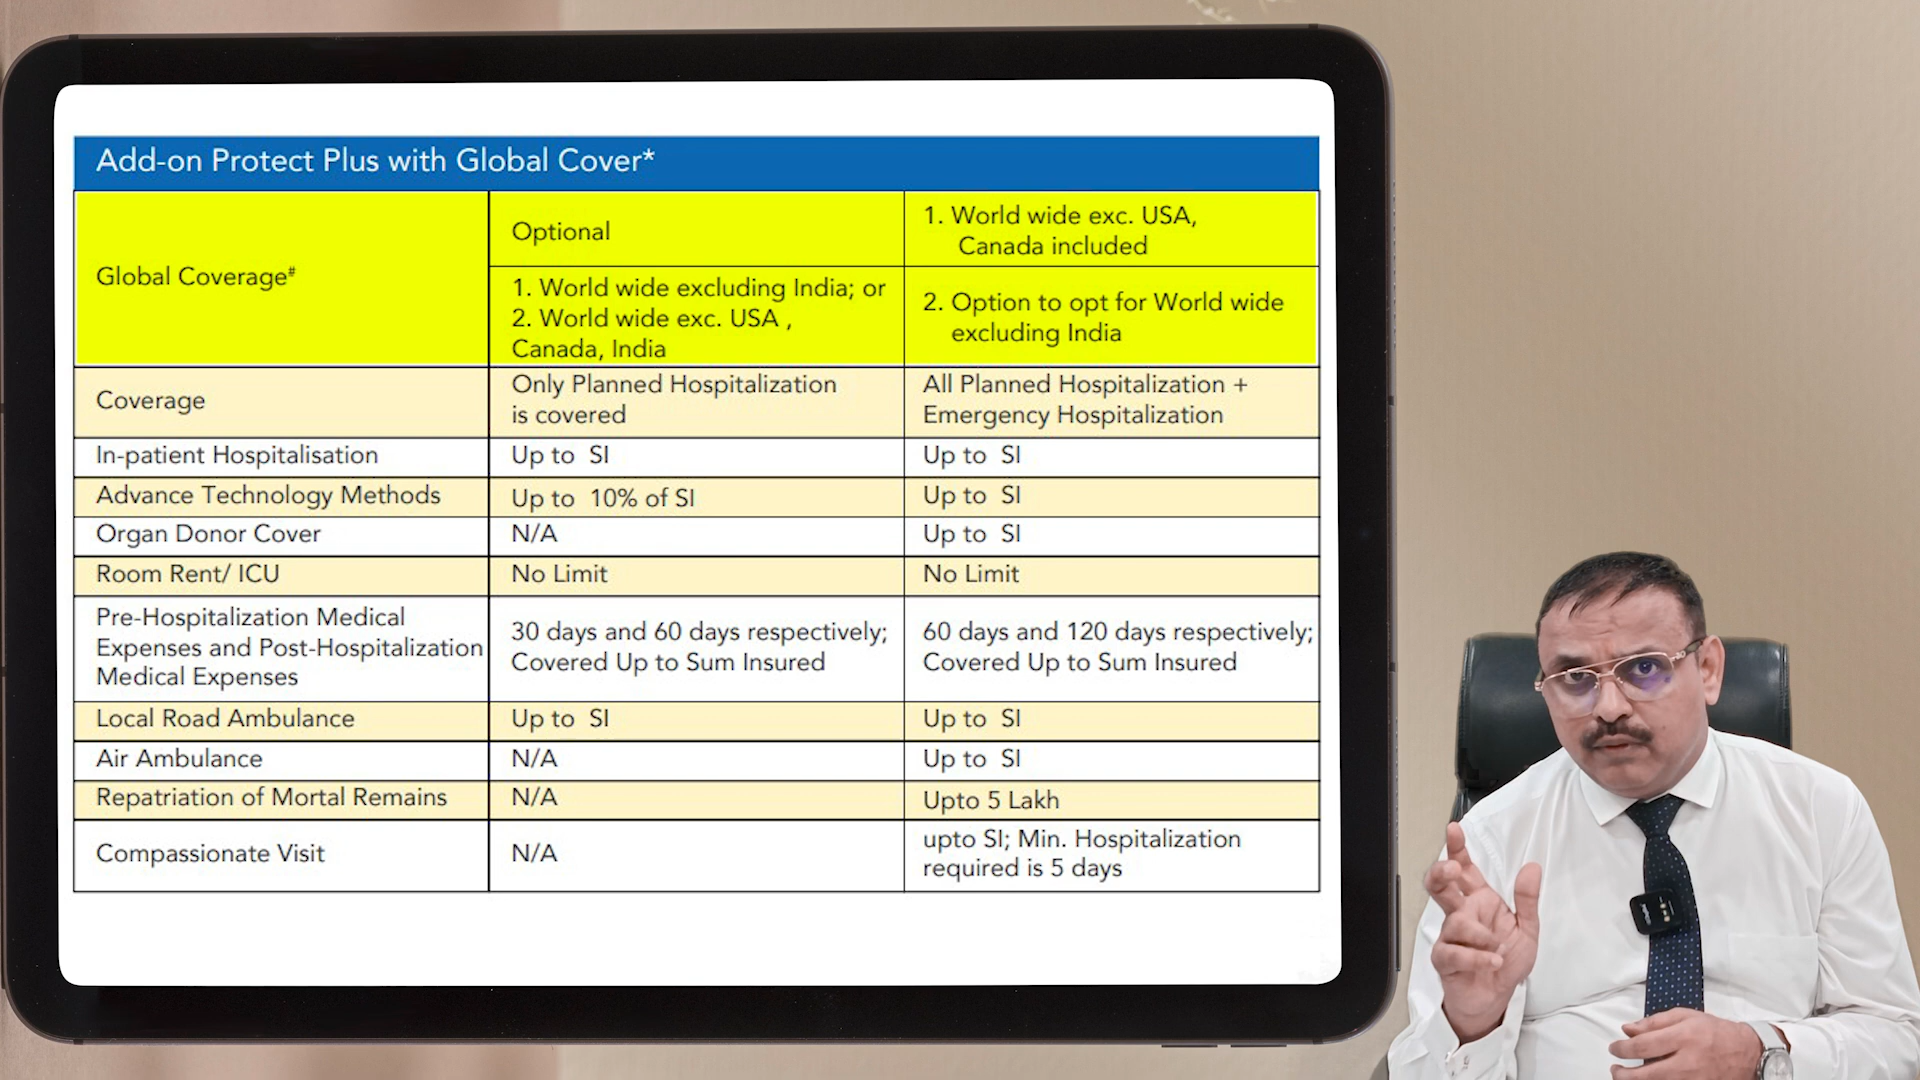 Add-on Protect Plus with Global Cover*
Global Coverage#
Optional
1. World wide exc. USA,
Canada included
1. World wide excluding India; or
2. World wide exc. USA ,
Canada, India
2. Option to opt for World wide
excluding India
Coverage
Only Planned Hospitalization
is covered
All Planned Hospitalization +
Emergency Hospitalization
In-patient Hospitalisation
Up to SI
Up to SI
Advance Technology Methods
Up to 10% of SI
Up to SI
Organ Donor Cover
N/A
Up to SI
Room Rent/ ICU
No Limit
No Limit
Pre-Hospitalization Medical
Expenses and Post-Hospitalization
Medical Expenses
30 days and 60 days respectively;
Covered Up to Sum Insured
60 days and 120 days respectively;
Covered Up to Sum Insured
Local Road Ambulance
Up to SI
Up to SI
Air Ambulance
N/A
Up to SI
Repatriation of Mortal Remains
N/A
Upto 5 Lakh
Compassionate Visit
N/A
upto SI; Min. Hospitalization
required is 5 days